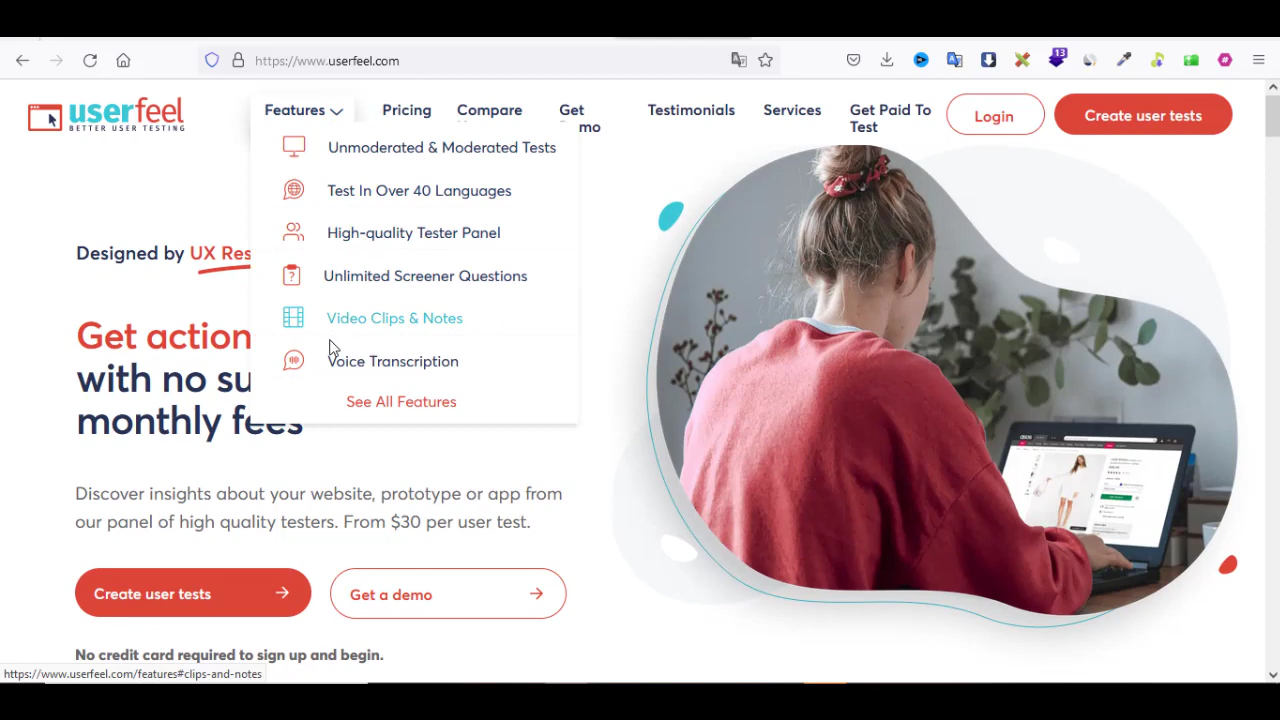 https://www.userfeel.com
13
userfeel
BETTER USER TESTING
Features
Pricing
Compare
Get
mo
Testimonials
Services
Get Paid To
Test
Login
Create user tests
Unmoderated & Moderated Tests
Test In Over 40 Languages
High-quality Tester Panel
Unlimited Screener Questions
Video Clips & Notes
Voice Transcription
See All Features
Designed by UX Res
Get action
with no su
monthly fees
Discover insights about your website, prototype or app from
our panel of high quality testers. From $30 per user test.
Create user tests
Get a demo
No credit card required to sign up and begin.
https://www.userfeel.com/features#clips-and-notes